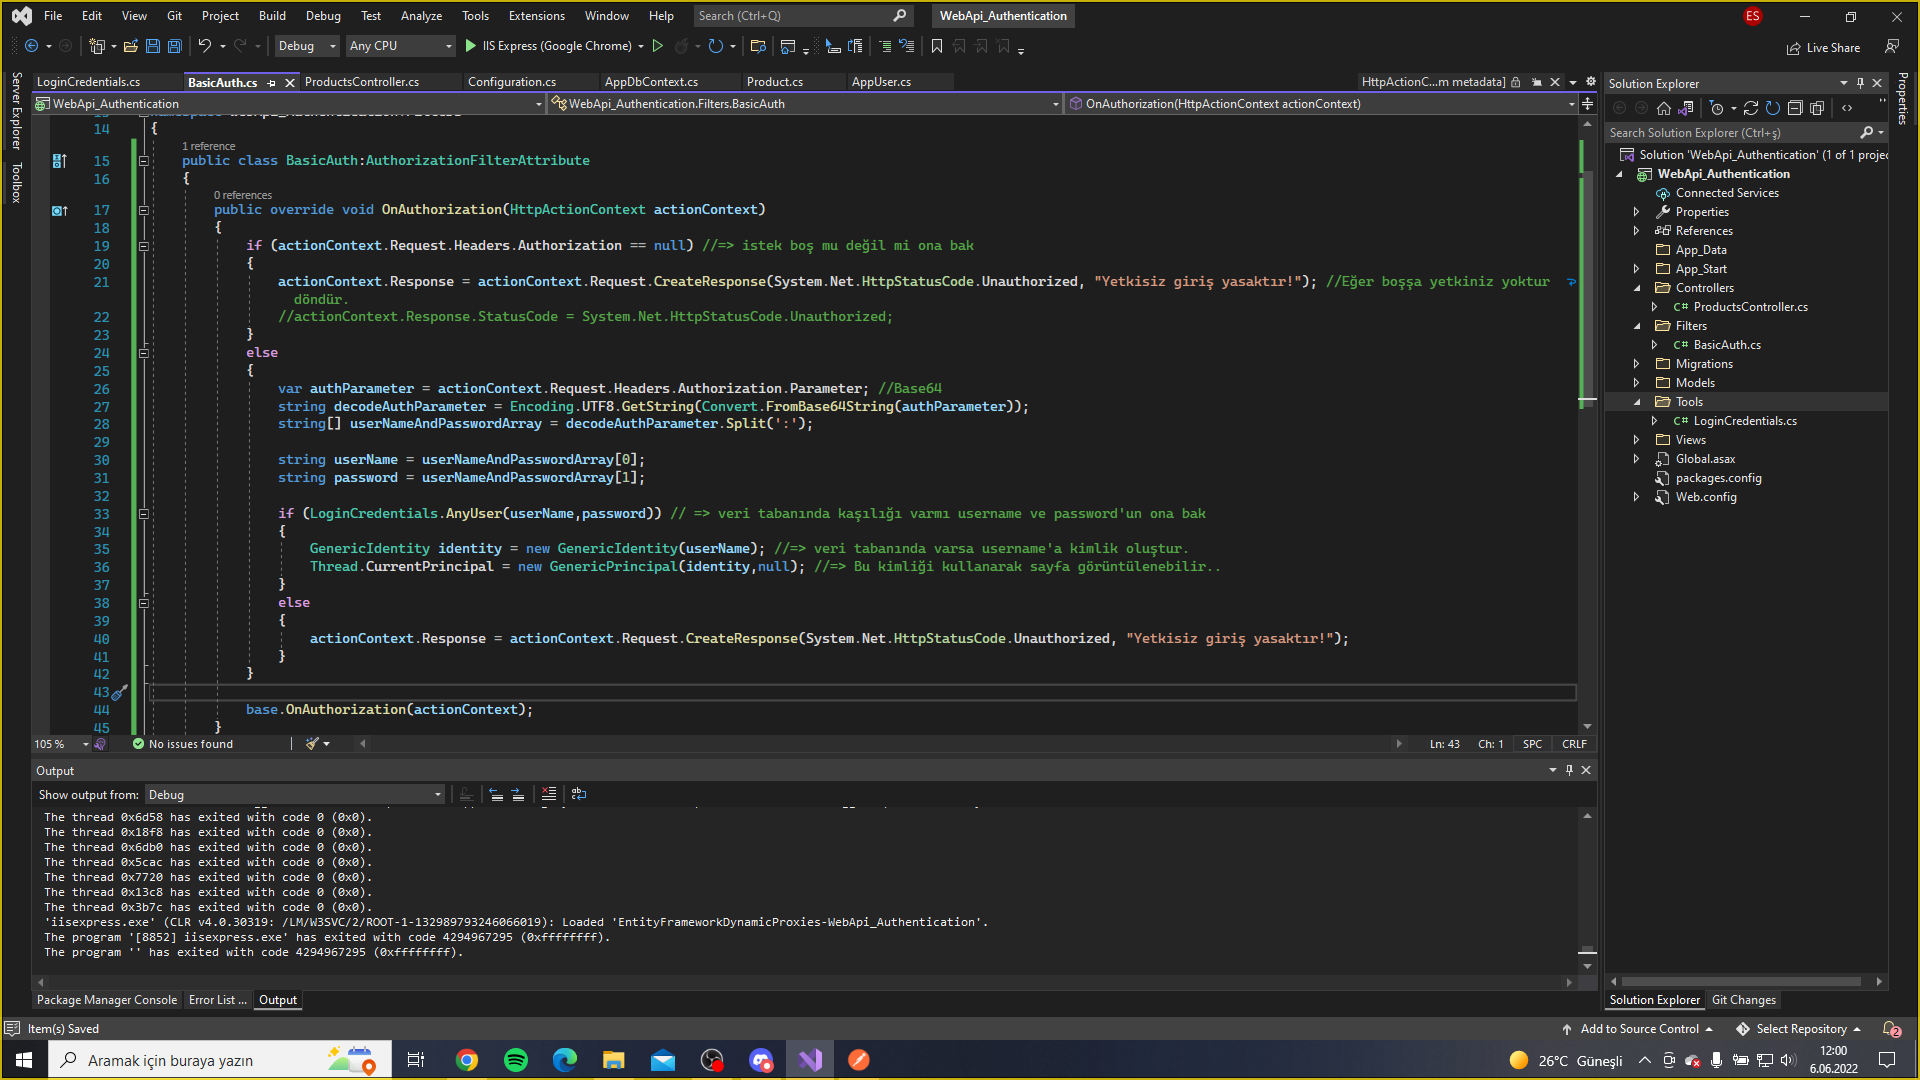 File Edit View Git Project Build Debug Test Analyze Tools Extensions Window Help Search (Ctrl+Q) WebApi_Authentication ES
Debug Any CPU IIS Express (Google Chrome) Live Share
LoginCredentials.cs BasicAuth.cs ProductsController.cs Configuration.cs AppDbContext.cs Product.cs AppUser.cs HttpActionC...m metadata]
WebApi_Authentication WebApi_Authentication.Filters.BasicAuth OnAuthorization(HttpActionContext actionContext)
Server Explorer
Toolbox
14 {
1 reference
15 public class BasicAuth:AuthorizationFilterAttribute
16 {
0 references
17 public override void OnAuthorization(HttpActionContext actionContext)
18 {
19 if (actionContext.Request.Headers.Authorization == null) //=> istek boş mu değil mi ona bak
20 {
21 actionContext.Response = actionContext.Request.CreateResponse(System.Net.HttpStatusCode.Unauthorized, "Yetkisiz giriş yasaktır!"); //Eğer boşşa yetkiniz yoktur
döndür.
22 //actionContext.Response.StatusCode = System.Net.HttpStatusCode.Unauthorized;
23 }
24 else
25 {
26 var authParameter = actionContext.Request.Headers.Authorization.Parameter; //Base64
27 string decodeAuthParameter = Encoding.UTF8.GetString(Convert.FromBase64String(authParameter));
28 string[] userNameAndPasswordArray = decodeAuthParameter.Split(':');
29
30 string userName = userNameAndPasswordArray[0];
31 string password = userNameAndPasswordArray[1];
32
33 if (LoginCredentials.AnyUser(userName,password)) // => veri tabanında kaşılığı varmı username ve password'un ona bak
34 {
35 GenericIdentity identity = new GenericIdentity(userName); //=> veri tabanında varsa username'a kimlik oluştur.
36 Thread.CurrentPrincipal = new GenericPrincipal(identity,null); //=> Bu kimliği kullanarak sayfa görüntülenebilir..
37 }
38 else
39 {
40 actionContext.Response = actionContext.Request.CreateResponse(System.Net.HttpStatusCode.Unauthorized, "Yetkisiz giriş yasaktır!");
41 }
42 }
43
44 base.OnAuthorization(actionContext);
45 }
105 % No issues found Ln: 43 Ch: 1 SPC CRLF
Output
Show output from: Debug
The thread 0x6d58 has exited with code 0 (0x0).
The thread 0x18f8 has exited with code 0 (0x0).
The thread 0x6db0 has exited with code 0 (0x0).
The thread 0x5cac has exited with code 0 (0x0).
The thread 0x7720 has exited with code 0 (0x0).
The thread 0x13c8 has exited with code 0 (0x0).
The thread 0x3b7c has exited with code 0 (0x0).
'iisexpress.exe' (CLR v4.0.30319: /LM/W3SVC/2/ROOT-1-132989793246066019): Loaded 'EntityFrameworkDynamicProxies-WebApi_Authentication'.
The program '[8852] iisexpress.exe' has exited with code 4294967295 (0xffffffff).
The program '' has exited with code 4294967295 (0xffffffff).
Package Manager Console Error List ... Output
Solution Explorer
Properties
Search Solution Explorer (Ctrl+ş)
Solution 'WebApi_Authentication' (1 of 1 projec
WebApi_Authentication
Connected Services
Properties
References
App_Data
App_Start
Controllers
C# ProductsController.cs
Filters
C# BasicAuth.cs
Migrations
Models
Tools
C# LoginCredentials.cs
Views
Global.asax
packages.config
Web.config
Solution Explorer Git Changes
Item(s) Saved Add to Source Control Select Repository 2
Aramak için buraya yazın 26°C Güneşli 12:00
6.06.2022